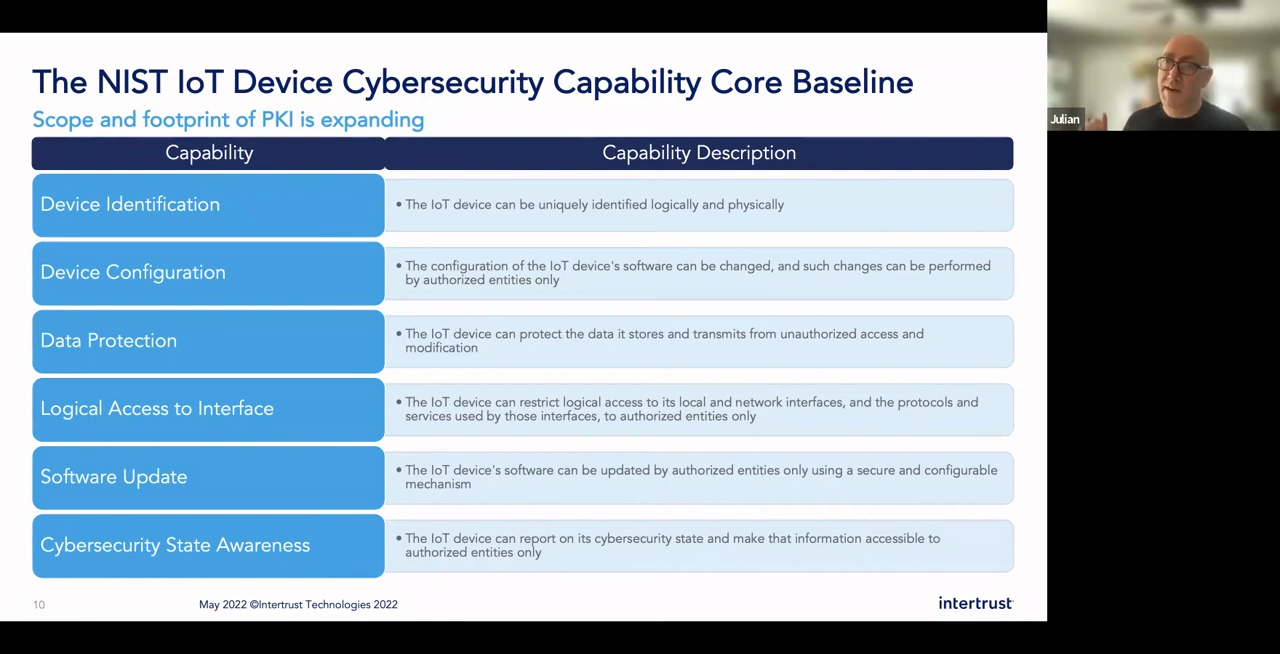 The NIST IoT Device Cybersecurity Capability Core Baseline
Scope and footprint of PKI is expanding
Capability
Capability Description
Device Identification
• The IoT device can be uniquely identified logically and physically
Device Configuration
• The configuration of the IoT device's software can be changed, and such changes can be performed
by authorized entities only
Data Protection
• The IoT device can protect the data it stores and transmits from unauthorized access and
modification
Logical Access to Interface
• The IoT device can restrict logical access to its local and network interfaces, and the protocols and
services used by those interfaces, to authorized entities only
Software Update
• The IoT device's software can be updated by authorized entities only using a secure and configurable
mechanism
Cybersecurity State Awareness
• The IoT device can report on its cybersecurity state and make that information accessible to
authorized entities only
10
May 2022 ©Intertrust Technologies 2022
intertrust
Julian